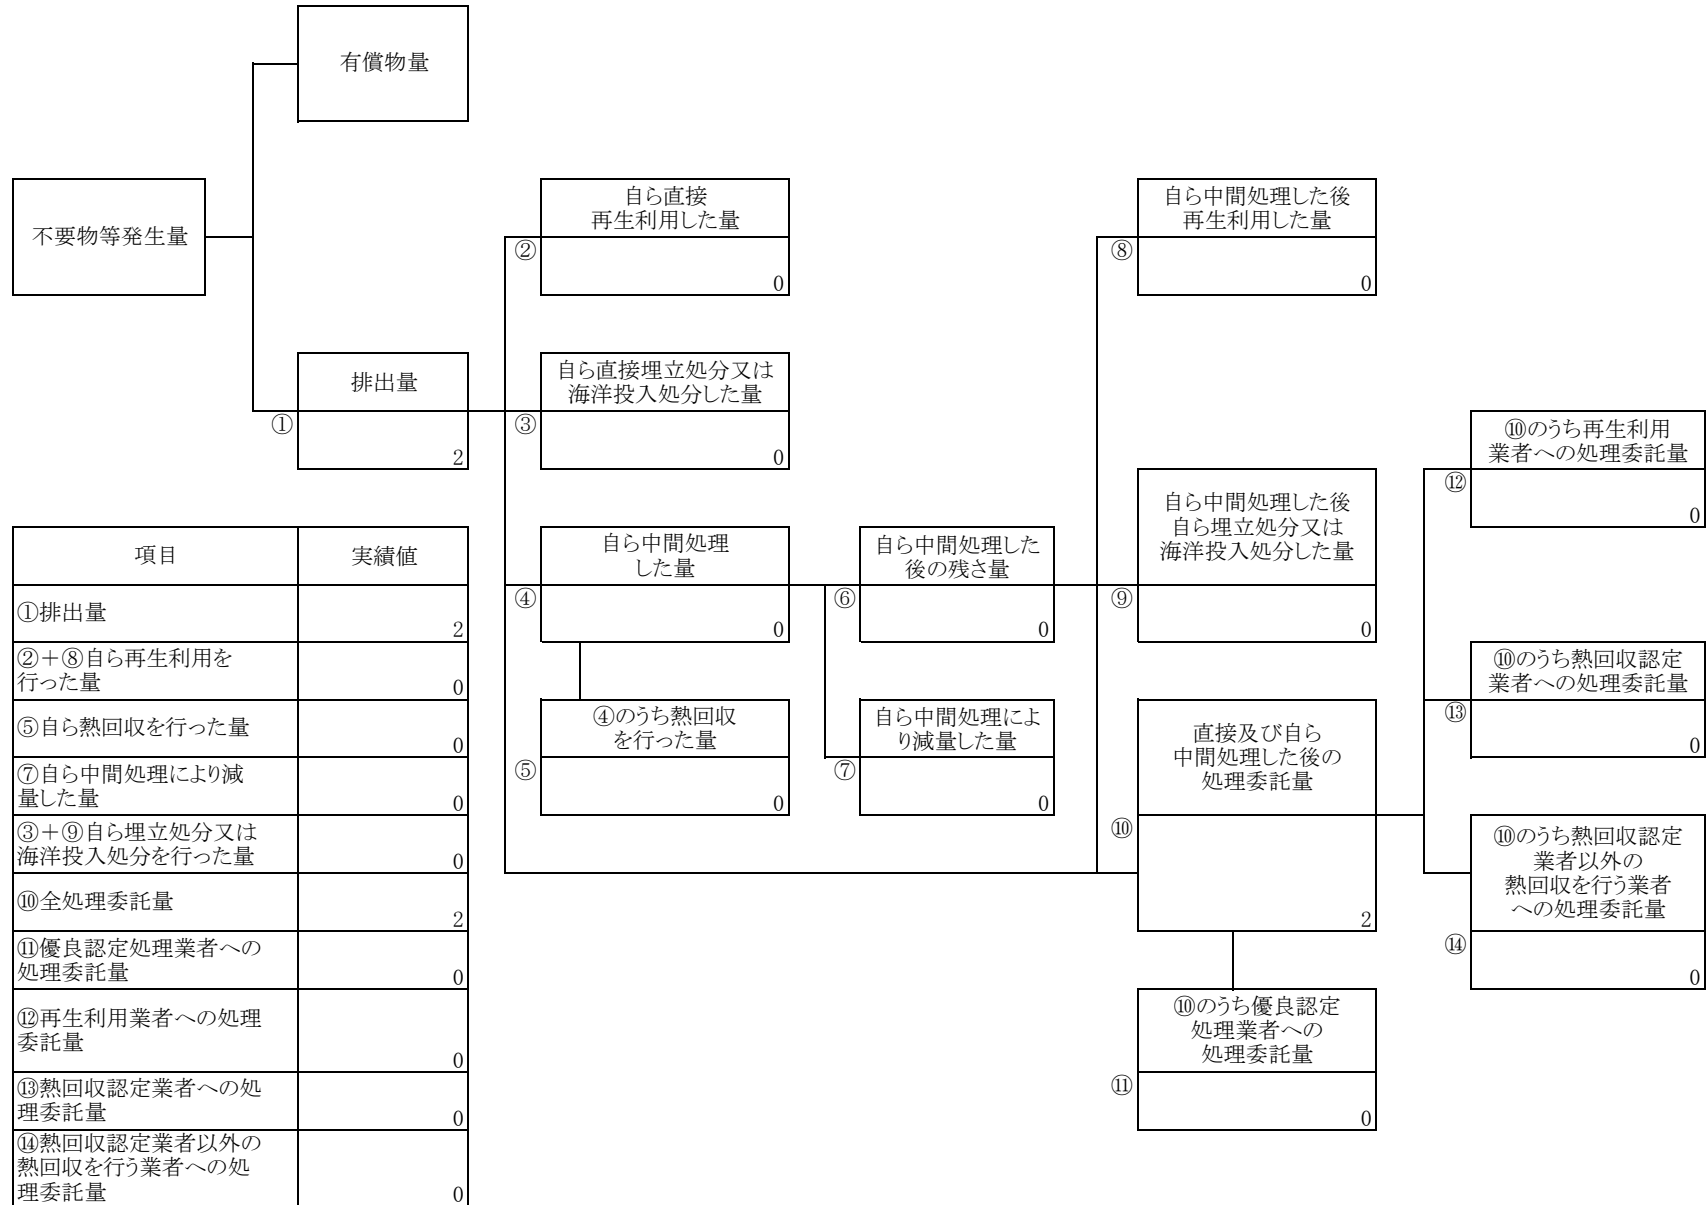 有償物量
不要物等発生量
自ら直接
再生利用した量
②
0
自ら中間処理した後
再生利用した量
⑧
0
排出量
①
2
自ら直接埋立処分又は
海洋投入処分した量
③
0
⑩のうち再生利用
業者への処理委託量
⑫
0
自ら中間処理した後
自ら埋立処分又は
海洋投入処分した量
⑨
0
自ら中間処理
した量
④
0
自ら中間処理した
後の残さ量
⑥
0
⑩のうち熱回収認定
業者への処理委託量
⑬
0
④のうち熱回収
を行った量
⑤
0
自ら中間処理によ
り減量した量
⑦
0
直接及び自ら
中間処理した後の
処理委託量
⑩
2
⑩のうち熱回収認定
業者以外の
熱回収を行う業者
への処理委託量
⑭
0
⑩のうち優良認定
処理業者への
処理委託量
⑪
0
項目 実績値
①排出量
2
②+⑧自ら再生利用を
行った量
0
⑤自ら熱回収を行った量
0
⑦自ら中間処理により減
量した量
0
③+⑨自ら埋立処分又は
海洋投入処分を行った量
0
⑩全処理委託量
2
⑪優良認定処理業者への
処理委託量
0
⑫再生利用業者への処理
委託量
0
⑬熱回収認定業者への処
理委託量
0
⑭熱回収認定業者以外の
熱回収を行う業者への処
理委託量
0